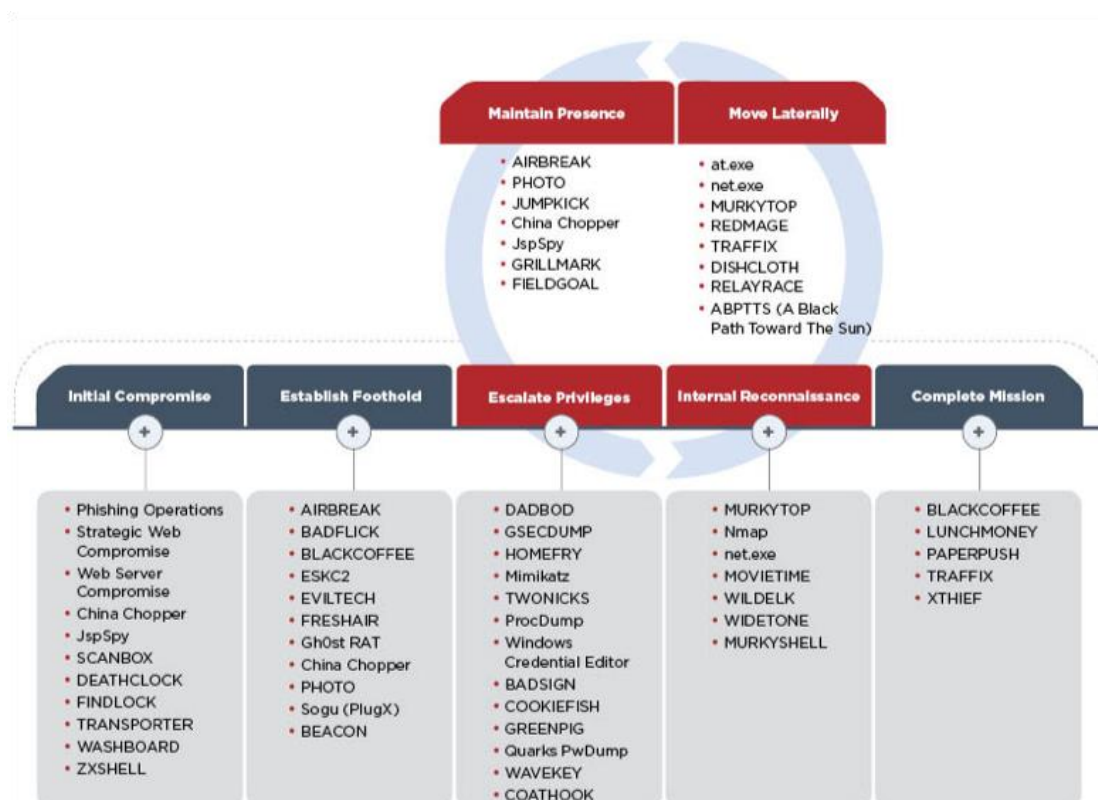 Maintain Presence
Move Laterally
• AIRBREAK
• PHOTO
• JUMPKICK
• China Chopper
• JspSpy
• GRILLMARK
• FIELDGOAL
• at.exe
• net.exe
• MURKYTOP
• REDMAGE
• TRAFFIX
• DISHCLOTH
• RELAYRACE
• ABPTTS (A Black
Path Toward The Sun)
Initial Compromise
Establish Foothold
Escalate Privileges
Internal Reconnaissance
Complete Mission
+
+
+
+
+
• Phishing Operations
• Strategic Web
Compromise
• Web Server
Compromise
• China Chopper
• JspSpy
• SCANBOX
• DEATHCLOCK
• FINDLOCK
• TRANSPORTER
• WASHBOARD
• ZXSHELL
• AIRBREAK
• BADFLICK
• BLACKCOFFEE
• ESKC2
• EVILTECH
• FRESHAIR
• Gh0st RAT
• China Chopper
• PHOTO
• Sogu (PlugX)
• BEACON
• DADBOD
• GSECDUMP
• HOMEFRY
• Mimikatz
• TWONICKS
• ProcDump
• Windows
Credential Editor
• BADSIGN
• COOKIEFISH
• GREENPIG
• Quarks PwDump
• WAVEKEY
• COATHOOK
• MURKYTOP
• Nmap
• net.exe
• MOVIETIME
• WILDELK
• WIDETONE
• MURKYSHELL
• BLACKCOFFEE
• LUNCHMONEY
• PAPERPUSH
• TRAFFIX
• XTHIEF